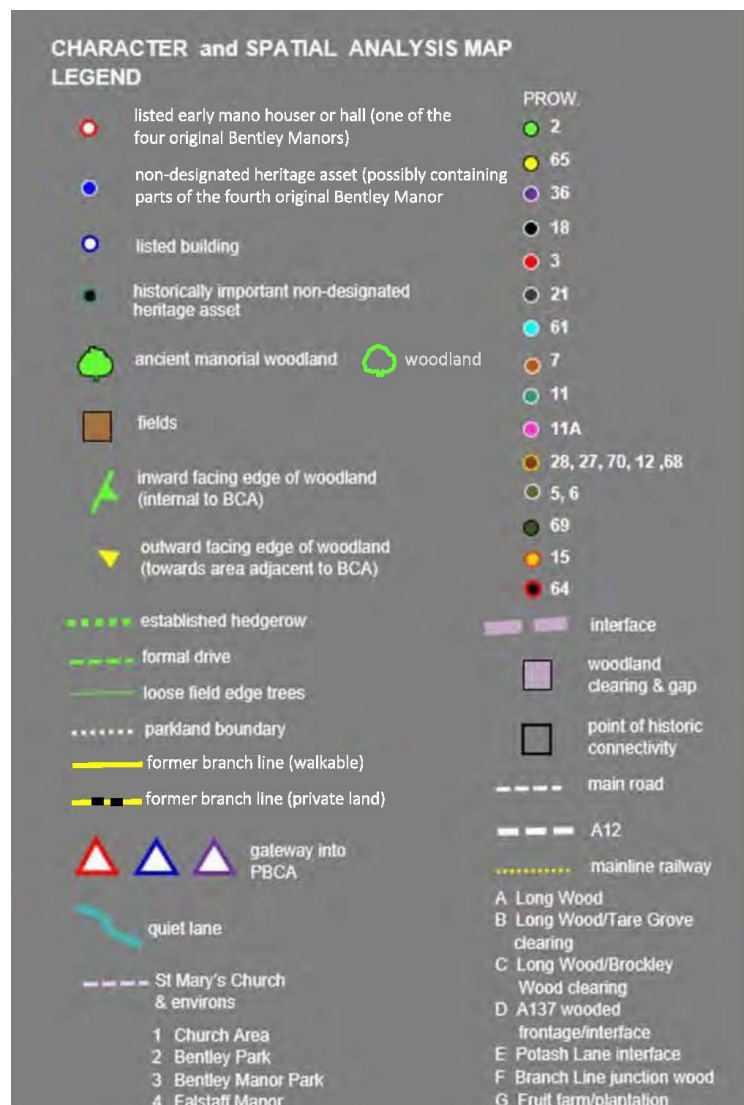 CHARACTER and SPATIAL ANALYSIS MAP
LEGEND
listed early mano houser or hall (one of the
four original Bentley Manors)
non-designated heritage asset (possibly containing
parts of the fourth original Bentley Manor
listed building
historically important non-designated
heritage asset
ancient manorial woodland
woodland
fields
inward facing edge of woodland
(internal to BCA)
outward facing edge of woodland
(towards area adjacent to BCA)
established hedgerow
formal drive
loose field edge trees
parkland boundary
former branch line (walkable)
former branch line (private land)
gateway into
PBCA
quiet lane
St Mary's Church
& environs
1 Church Area
2 Bentley Park
3 Bentley Manor Park
4 Falstaff Manor
PROW.
2
65
36
18
3
21
61
7
11
11A
28, 27, 70, 12 ,68
5, 6
69
15
64
interface
woodland
clearing & gap
point of historic
connectivity
main road
A12
mainline railway
A Long Wood
B Long Wood/Tare Grove
clearing
C Long Wood/Brockley
Wood clearing
D A137 wooded
frontage/interface
E Potash Lane interface
F Branch Line junction wood
G Fruit farm/plantation